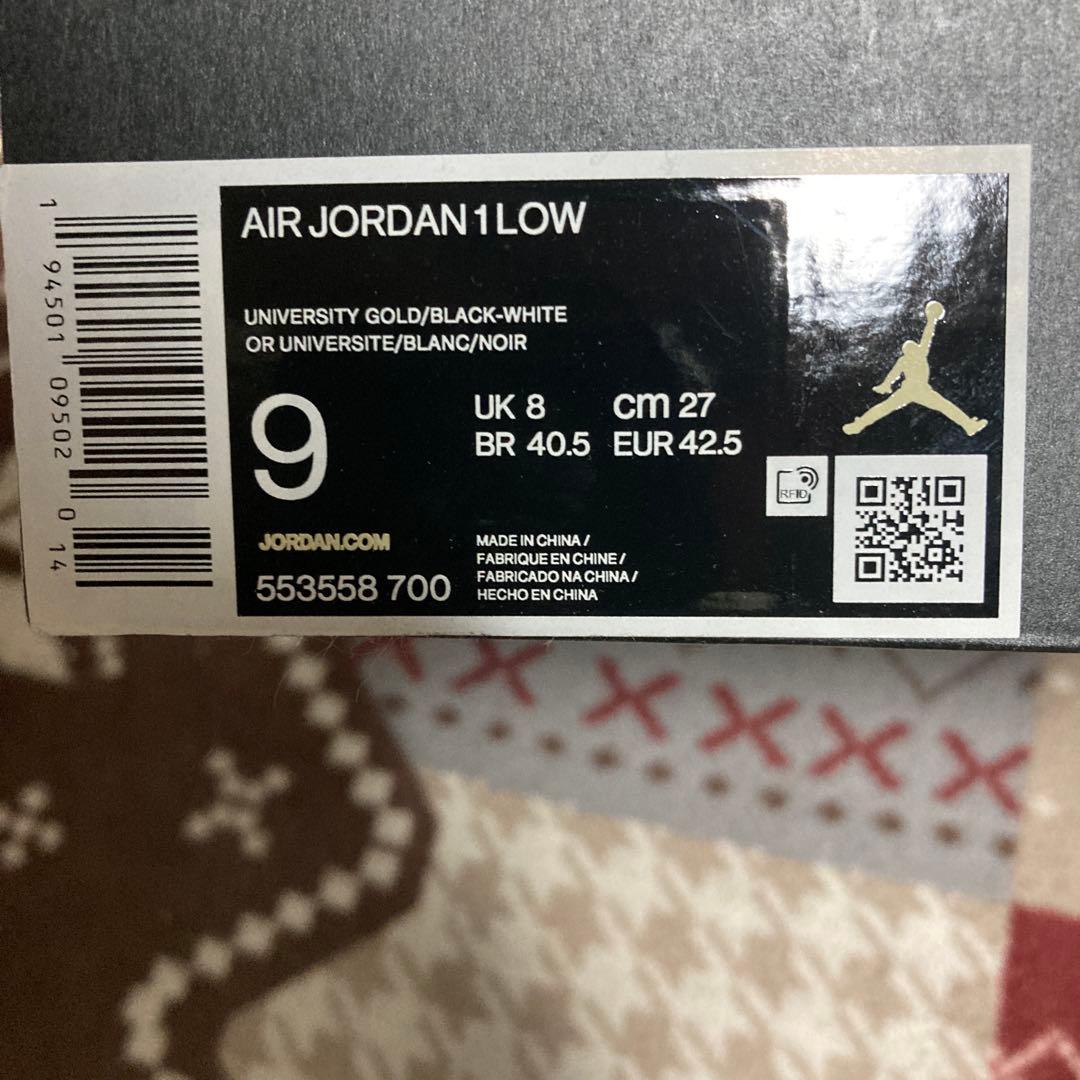 AIR JORDAN 1 LOW
UNIVERSITY GOLD/BLACK-WHITE
OR UNIVERSITE/BLANC/NOIR
9
UK 8 cm 27
BR 40.5 EUR 42.5
RFID
JORDAN.COM
553558 700
MADE IN CHINA /
FABRIQUE EN CHINE /
FABRICADO NA CHINA /
HECHO EN CHINA
1 94501 09502 0 14